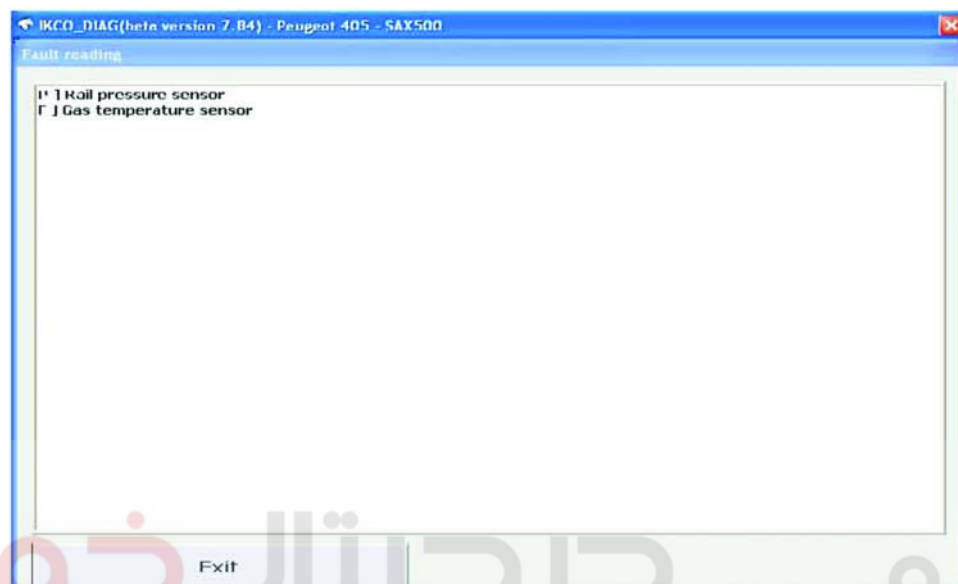 IKCO_DIAG(beta version 7.84) - Peugeot 405 - SAX500
Fault reading
[P ] Rail pressure sensor
[ ] Gas temperature sensor
Exit